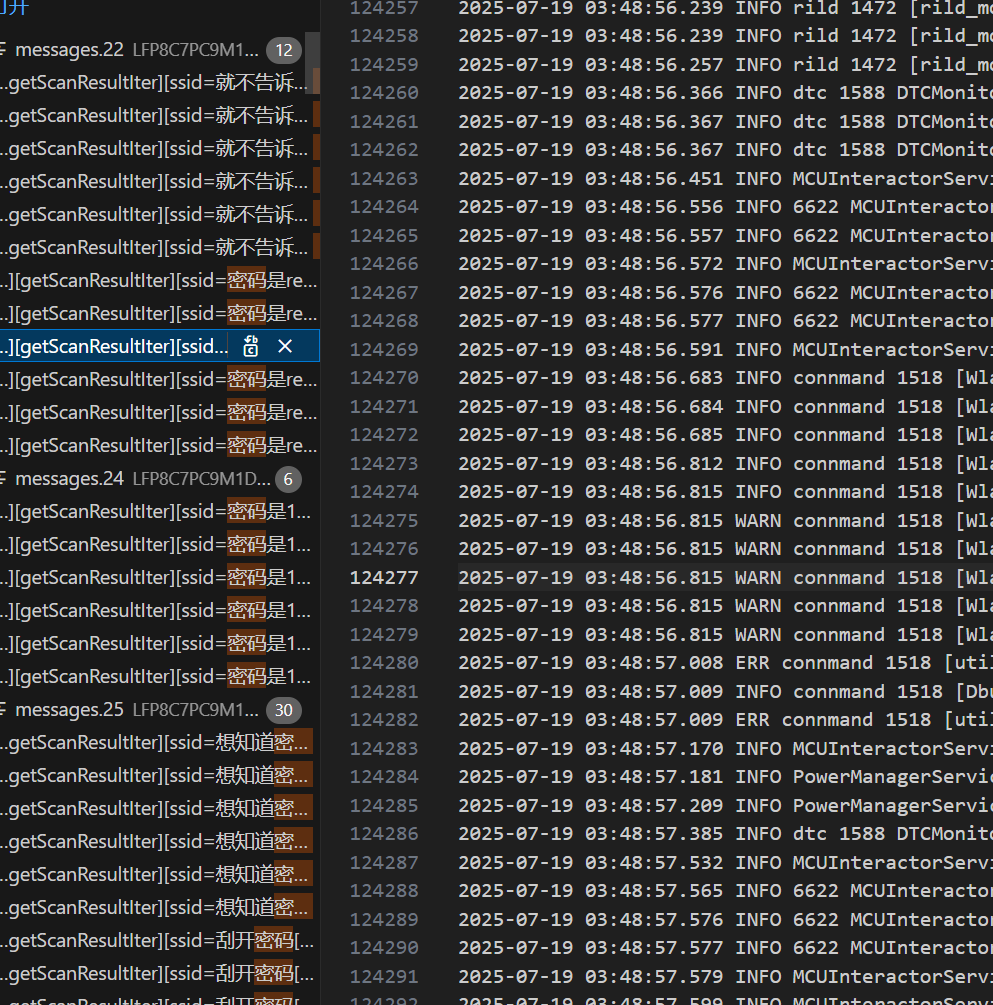 打开
messages.22 LFP8C7PC9M1... 12
..getScanResultIter][ssid=就不告诉...
..getScanResultIter][ssid=就不告诉...
..getScanResultIter][ssid=就不告诉...
..getScanResultIter][ssid=就不告诉...
..getScanResultIter][ssid=就不告诉...
..getScanResultIter][ssid=就不告诉...
..][getScanResultIter][ssid=密码是re...
..][getScanResultIter][ssid=密码是re...
..][getScanResultIter][ssid...
..][getScanResultIter][ssid=密码是re...
..][getScanResultIter][ssid=密码是re...
..][getScanResultIter][ssid=密码是re...
messages.24 LFP8C7PC9M1D... 6
..][getScanResultIter][ssid=密码是1...
..][getScanResultIter][ssid=密码是1...
..][getScanResultIter][ssid=密码是1...
..][getScanResultIter][ssid=密码是1...
..][getScanResultIter][ssid=密码是1...
..][getScanResultIter][ssid=密码是1...
messages.25 LFP8C7PC9M1... 30
..getScanResultIter][ssid=想知道密...
..getScanResultIter][ssid=想知道密...
..getScanResultIter][ssid=想知道密...
..getScanResultIter][ssid=想知道密...
..getScanResultIter][ssid=想知道密...
..getScanResultIter][ssid=想知道密...
..getScanResultIter][ssid=刮开密码[...
..getScanResultIter][ssid=刮开密码[...
..getScanResultIter][ssid=刮开密码[...
124257 2025-07-19 03:48:56.239 INFO rild 1472 [rild_mo
124258 2025-07-19 03:48:56.239 INFO rild 1472 [rild_mo
124259 2025-07-19 03:48:56.257 INFO rild 1472 [rild_mo
124260 2025-07-19 03:48:56.366 INFO dtc 1588 DTCMonito
124261 2025-07-19 03:48:56.367 INFO dtc 1588 DTCMonito
124262 2025-07-19 03:48:56.367 INFO dtc 1588 DTCMonito
124263 2025-07-19 03:48:56.451 INFO MCUInteractorServi
124264 2025-07-19 03:48:56.556 INFO 6622 MCUInteractor
124265 2025-07-19 03:48:56.557 INFO 6622 MCUInteractor
124266 2025-07-19 03:48:56.572 INFO MCUInteractorServi
124267 2025-07-19 03:48:56.576 INFO 6622 MCUInteractor
124268 2025-07-19 03:48:56.577 INFO 6622 MCUInteractor
124269 2025-07-19 03:48:56.591 INFO MCUInteractorServi
124270 2025-07-19 03:48:56.683 INFO connmand 1518 [Wla
124271 2025-07-19 03:48:56.684 INFO connmand 1518 [Wla
124272 2025-07-19 03:48:56.685 INFO connmand 1518 [Wla
124273 2025-07-19 03:48:56.812 INFO connmand 1518 [Wla
124274 2025-07-19 03:48:56.815 INFO connmand 1518 [Wla
124275 2025-07-19 03:48:56.815 WARN connmand 1518 [Wla
124276 2025-07-19 03:48:56.815 WARN connmand 1518 [Wla
124277 2025-07-19 03:48:56.815 WARN connmand 1518 [Wla
124278 2025-07-19 03:48:56.815 WARN connmand 1518 [Wla
124279 2025-07-19 03:48:56.815 WARN connmand 1518 [Wla
124280 2025-07-19 03:48:57.008 ERR connmand 1518 [util
124281 2025-07-19 03:48:57.009 INFO connmand 1518 [Dbu
124282 2025-07-19 03:48:57.009 ERR connmand 1518 [util
124283 2025-07-19 03:48:57.170 INFO MCUInteractorServi
124284 2025-07-19 03:48:57.181 INFO PowerManagerServic
124285 2025-07-19 03:48:57.209 INFO PowerManagerServic
124286 2025-07-19 03:48:57.385 INFO dtc 1588 DTCMonito
124287 2025-07-19 03:48:57.532 INFO MCUInteractorServi
124288 2025-07-19 03:48:57.565 INFO 6622 MCUInteractor
124289 2025-07-19 03:48:57.576 INFO 6622 MCUInteractor
124290 2025-07-19 03:48:57.577 INFO 6622 MCUInteractor
124291 2025-07-19 03:48:57.579 INFO MCUInteractorServi
124292 2025-07-19 03:48:57.599 INFO MCUInteractorServi